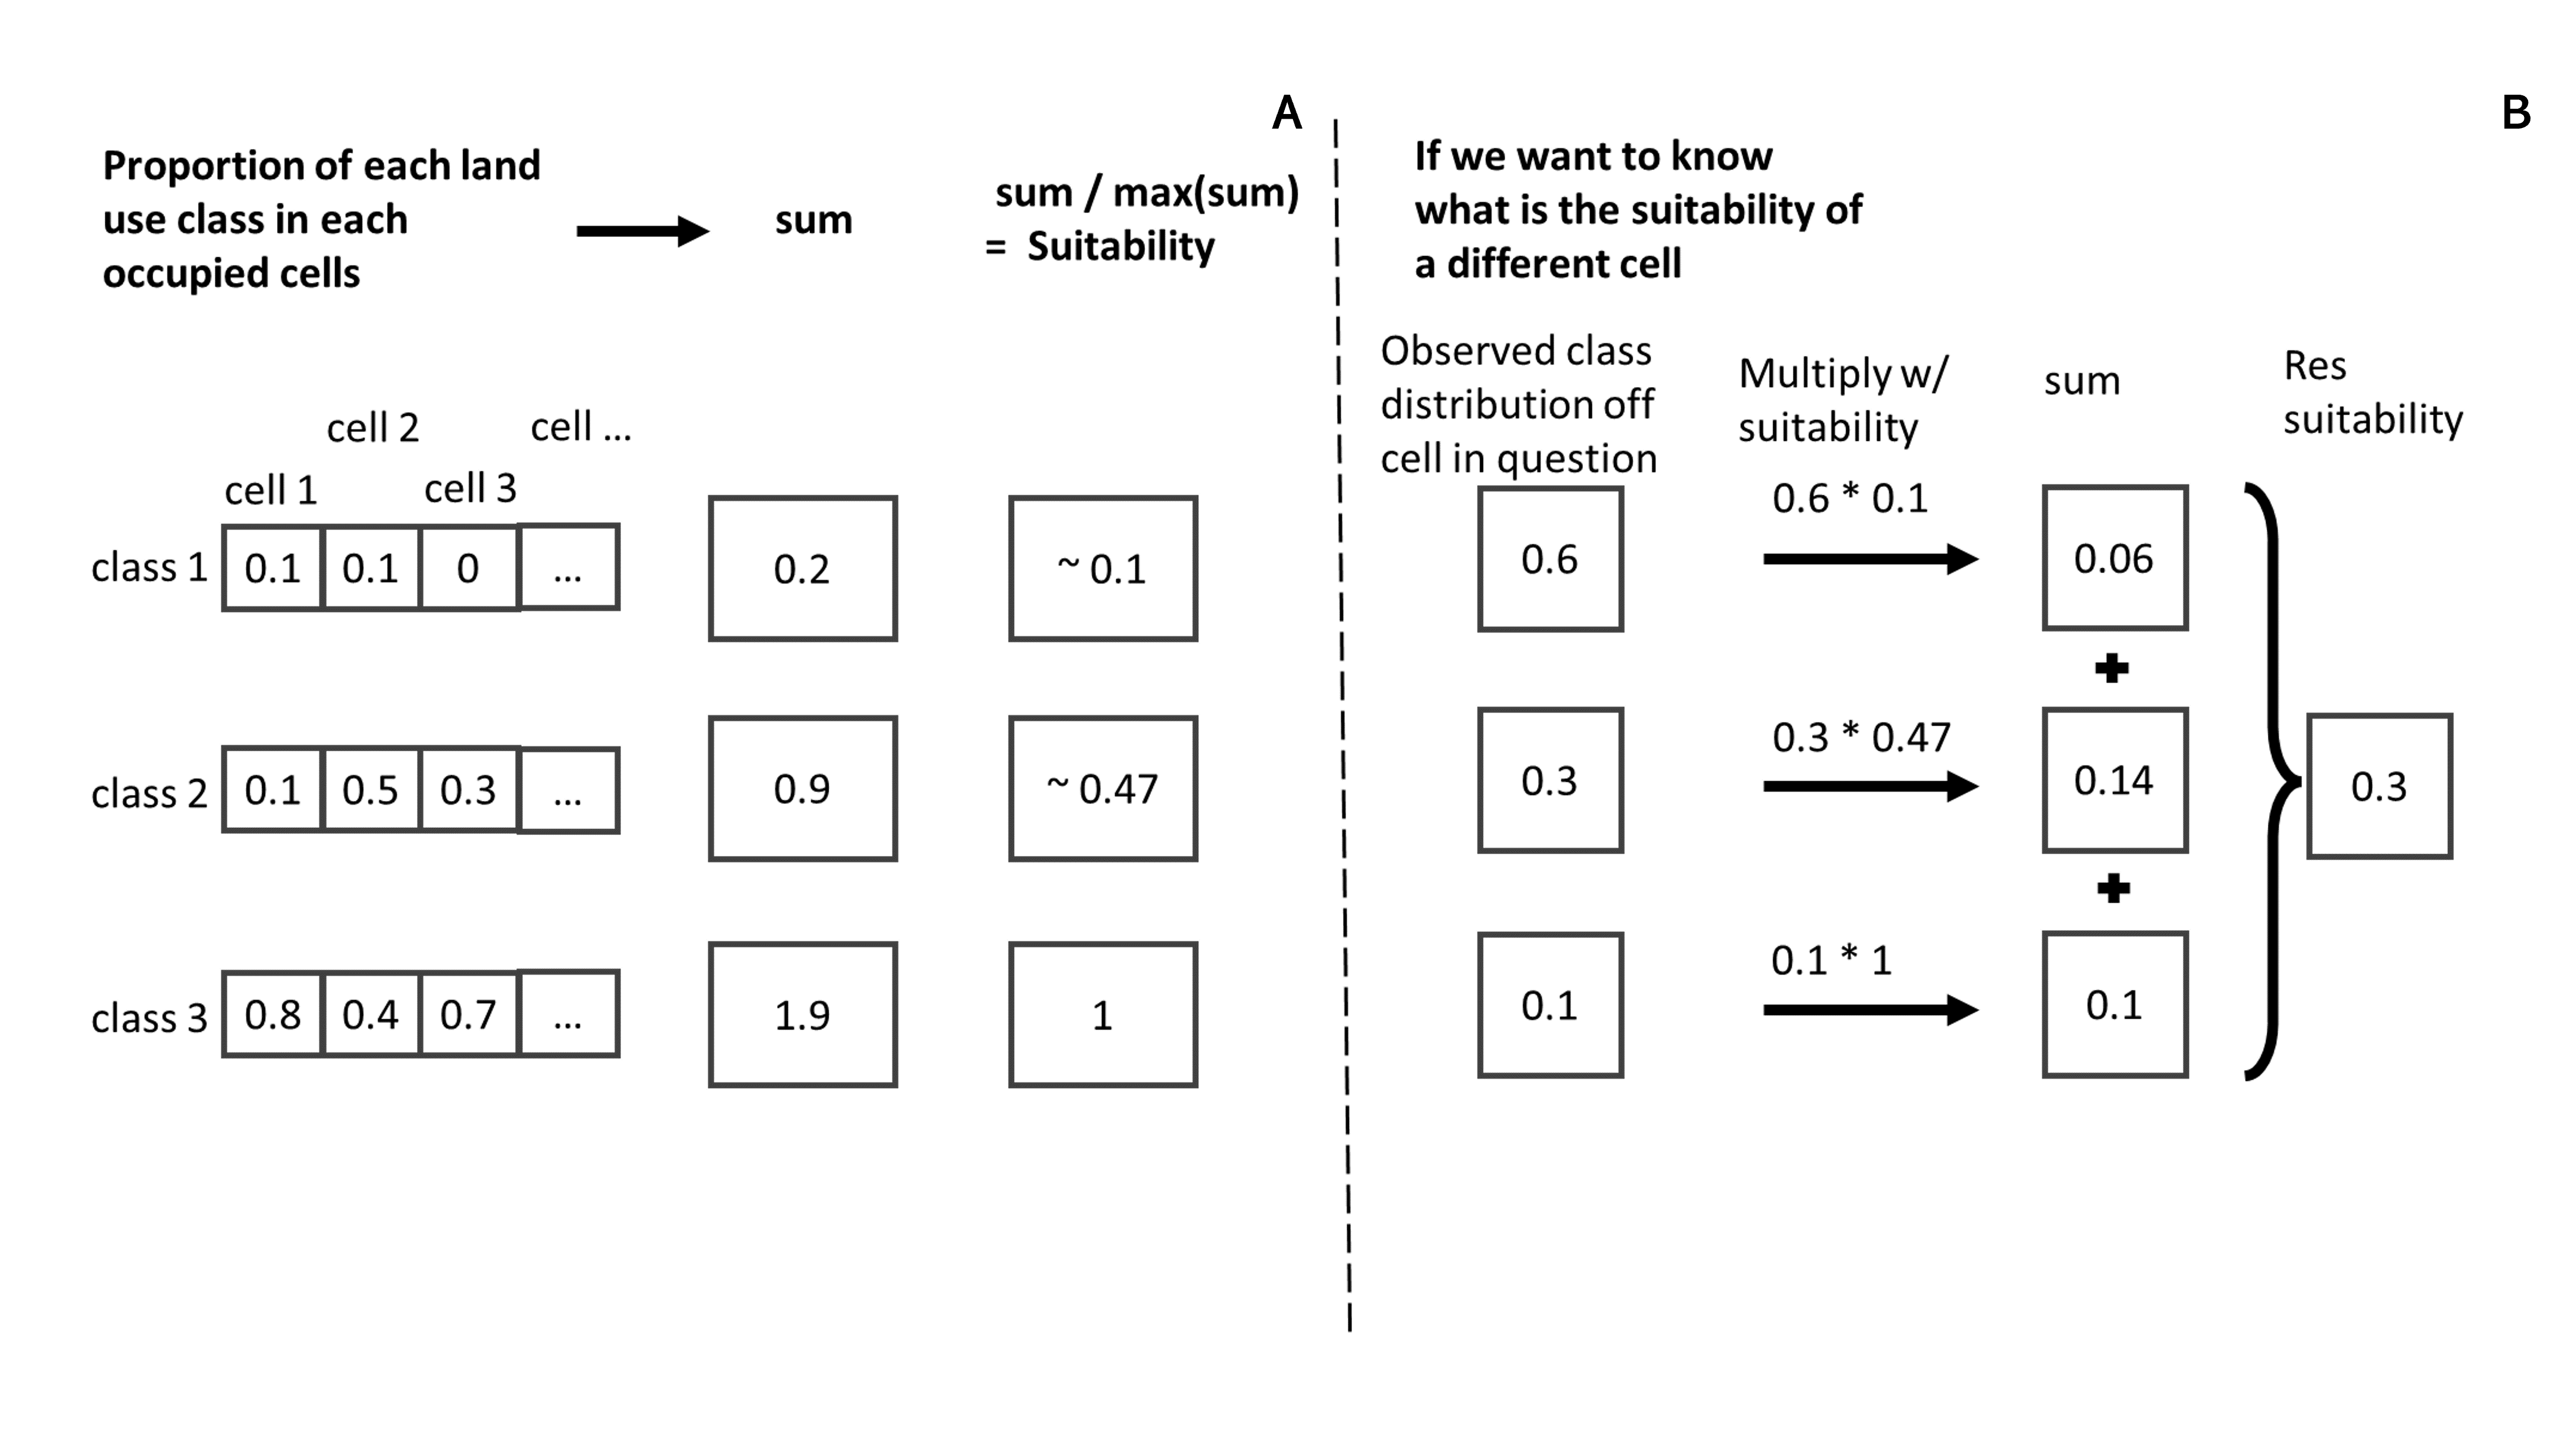 A
Proportion of each land
use class in each
occupied cells
sum
sum / max(sum)
= Suitability
cell 1
cell 2
cell 3
cell ...
class 1
0.1
0.1
0
...
0.2
~ 0.1
class 2
0.1
0.5
0.3
...
0.9
~ 0.47
class 3
0.8
0.4
0.7
...
1.9
1
B
If we want to know
what is the suitability of
a different cell
Observed class
distribution off
cell in question
Multiply w/
suitability
sum
Res
suitability
0.6
0.6 * 0.1
0.06
+
0.3
0.3 * 0.47
0.14
+
0.1
0.1 * 1
0.1
0.3